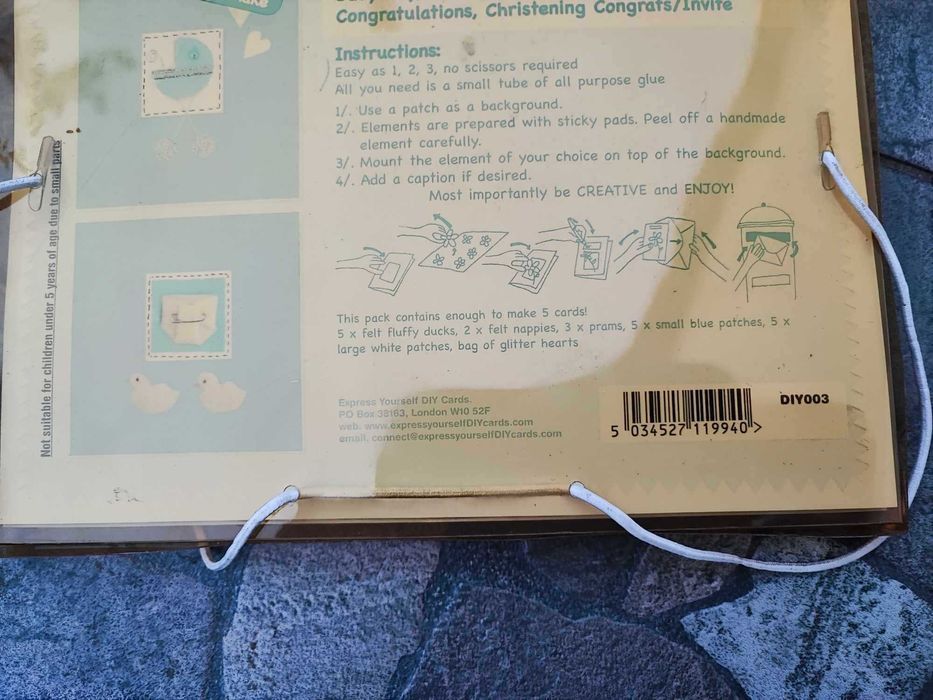 Congratulations, Christening Congrats/Invite
Instructions:
Easy as 1, 2, 3, no scissors required
All you need is a small tube of all purpose glue
1/. Use a patch as a background.
2/. Elements are prepared with sticky pads. Peel off a handmade
element carefully.
3/. Mount the element of your choice on top of the background.
4/. Add a caption if desired.
Most importantly be CREATIVE and ENJOY!
This pack contains enough to make 5 cards!
5 x felt fluffy ducks, 2 x felt nappies, 3 x prams, 5 x small blue patches, 5 x
large white patches, bag of glitter hearts
Express Yourself DIY Cards.
PO Box 38163, London W10 52F
web. www.expressyourselfDIYcards.com
email. connect@expressyourselfDIYcards.com
DIY003
5 034527 119940 >
Not suitable for children under 5 years of age due to small parts